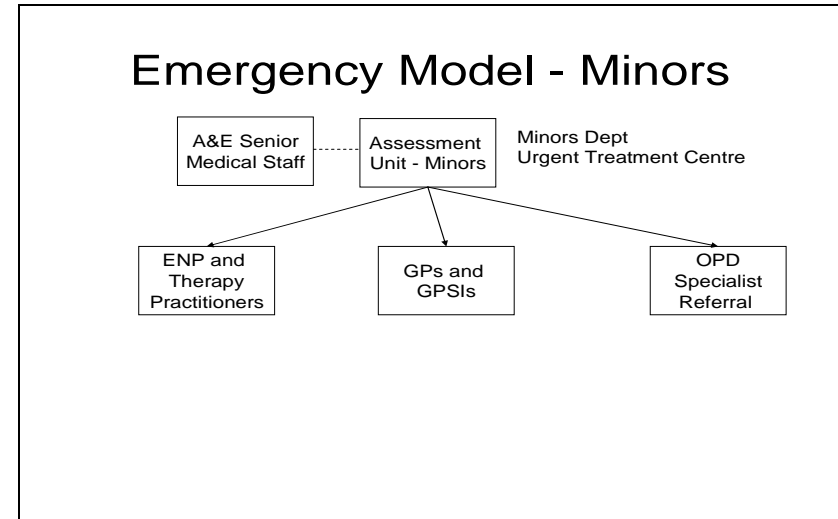 Emergency Model - Minors
A&E Senior
Medical Staff
Assessment
Unit - Minors
Minors Dept
Urgent Treatment Centre
ENP and
Therapy
Practitioners
GPs and
GPSIs
OPD
Specialist
Referral